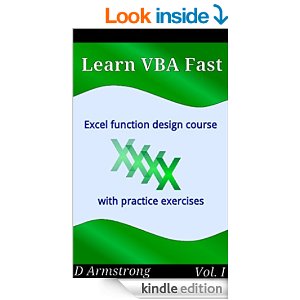 Look inside
Learn VBA Fast
Excel function design course
XXXX
with practice exercises
D Armstrong Vol. I
kindle edition